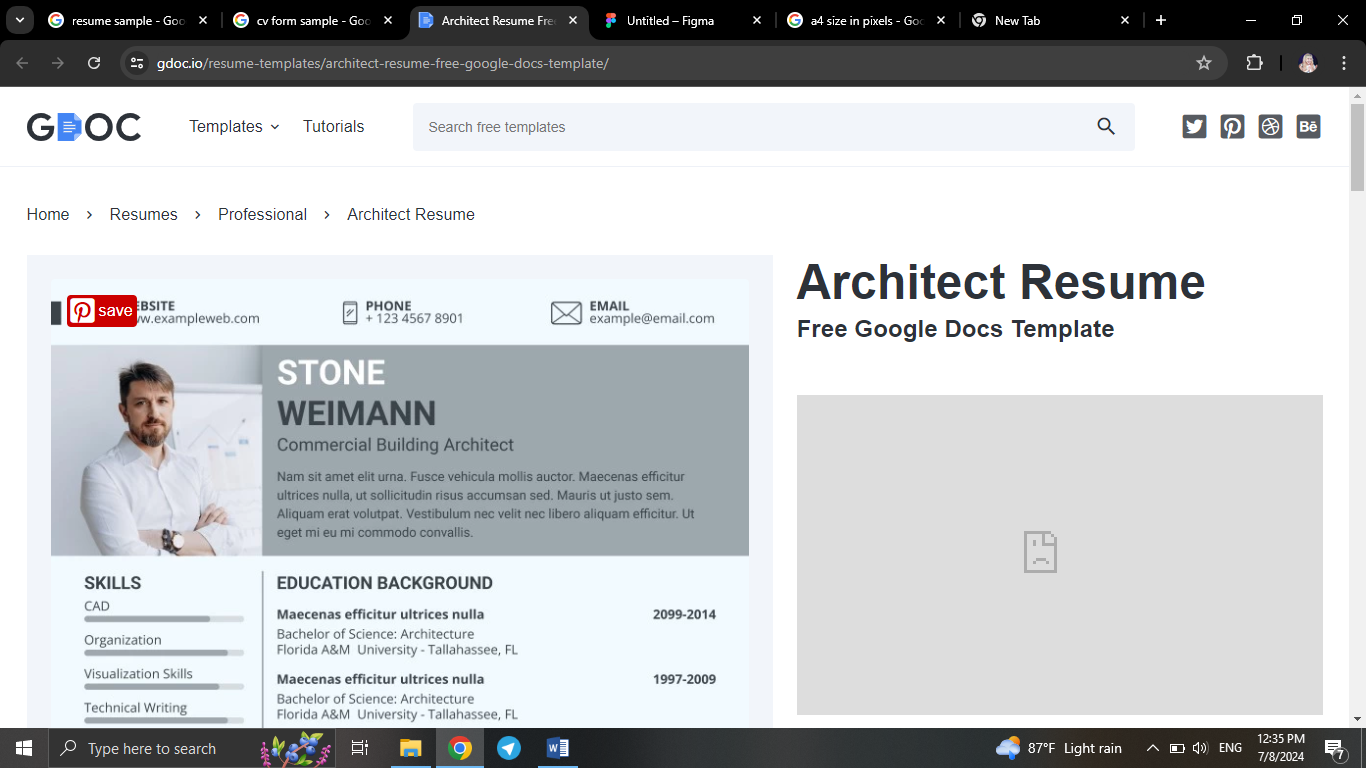 resume sample - Goo
cv form sample - Goo
Architect Resume Free
Untitled – Figma
a4 size in pixels - Goo
New Tab
gdoc.io/resume-templates/architect-resume-free-google-docs-template/
GDOC
Templates
Tutorials
Search free templates
Bē
Home > Resumes > Professional > Architect Resume
save
EBSITE
ww.exampleweb.com
PHONE
+ 123 4567 8901
EMAIL
example@email.com
STONE
WEIMANN
Commercial Building Architect
Nam sit amet elit urna. Fusce vehicula mollis auctor. Maecenas efficitur
ultrices nulla, ut sollicitudin risus accumsan sed. Mauris ut justo sem.
Aliquam erat volutpat. Vestibulum nec velit nec libero aliquam efficitur. Ut
eget mi eu mi commodo convallis.
SKILLS
CAD
Organization
Visualization Skills
Technical Writing
EDUCATION BACKGROUND
Maecenas efficitur ultrices nulla 2099-2014
Bachelor of Science: Architecture
Florida A&M University - Tallahassee, FL
Maecenas efficitur ultrices nulla 1997-2009
Bachelor of Science: Architecture
Florida A&M University - Tallahassee, FL
Architect Resume
Free Google Docs Template
Type here to search
87°F Light rain
ENG
12:35 PM
7/8/2024
7